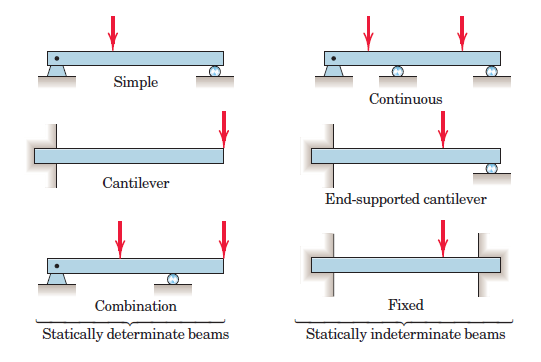 Simple
Continuous
Cantilever
End-supported cantilever
Combination
Fixed
Statically determinate beams
Statically indeterminate beams